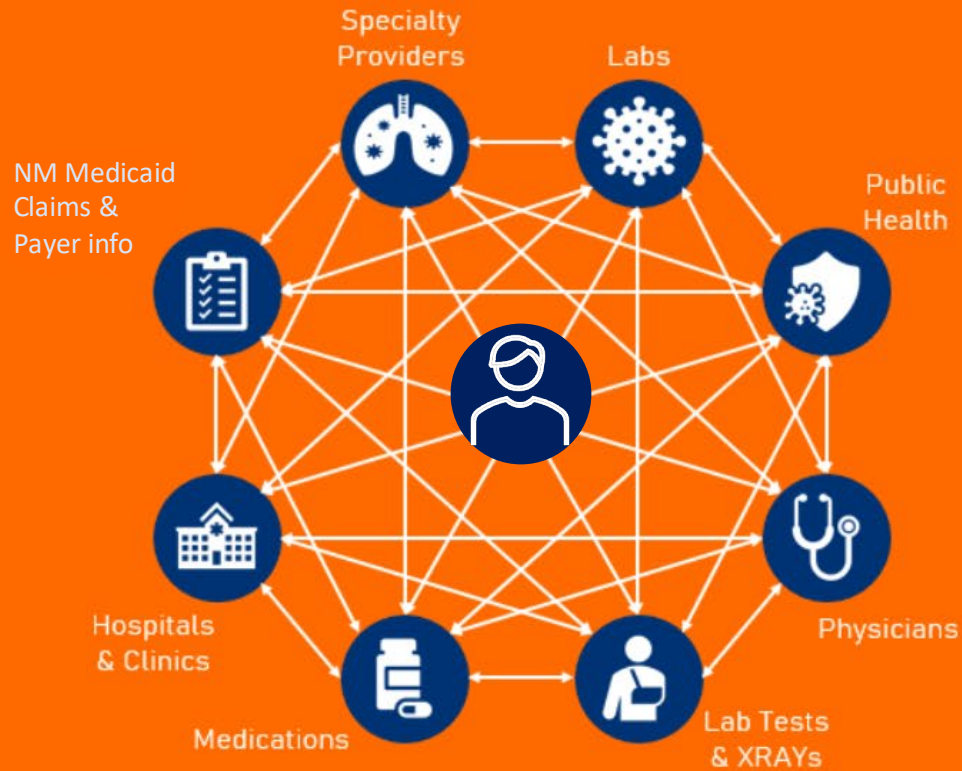 Specialty
Providers
Labs
NM Medicaid
Claims &
Payer info
Public
Health
Hospitals
& Clinics
Physicians
Medications
Lab Tests
& XRAYs